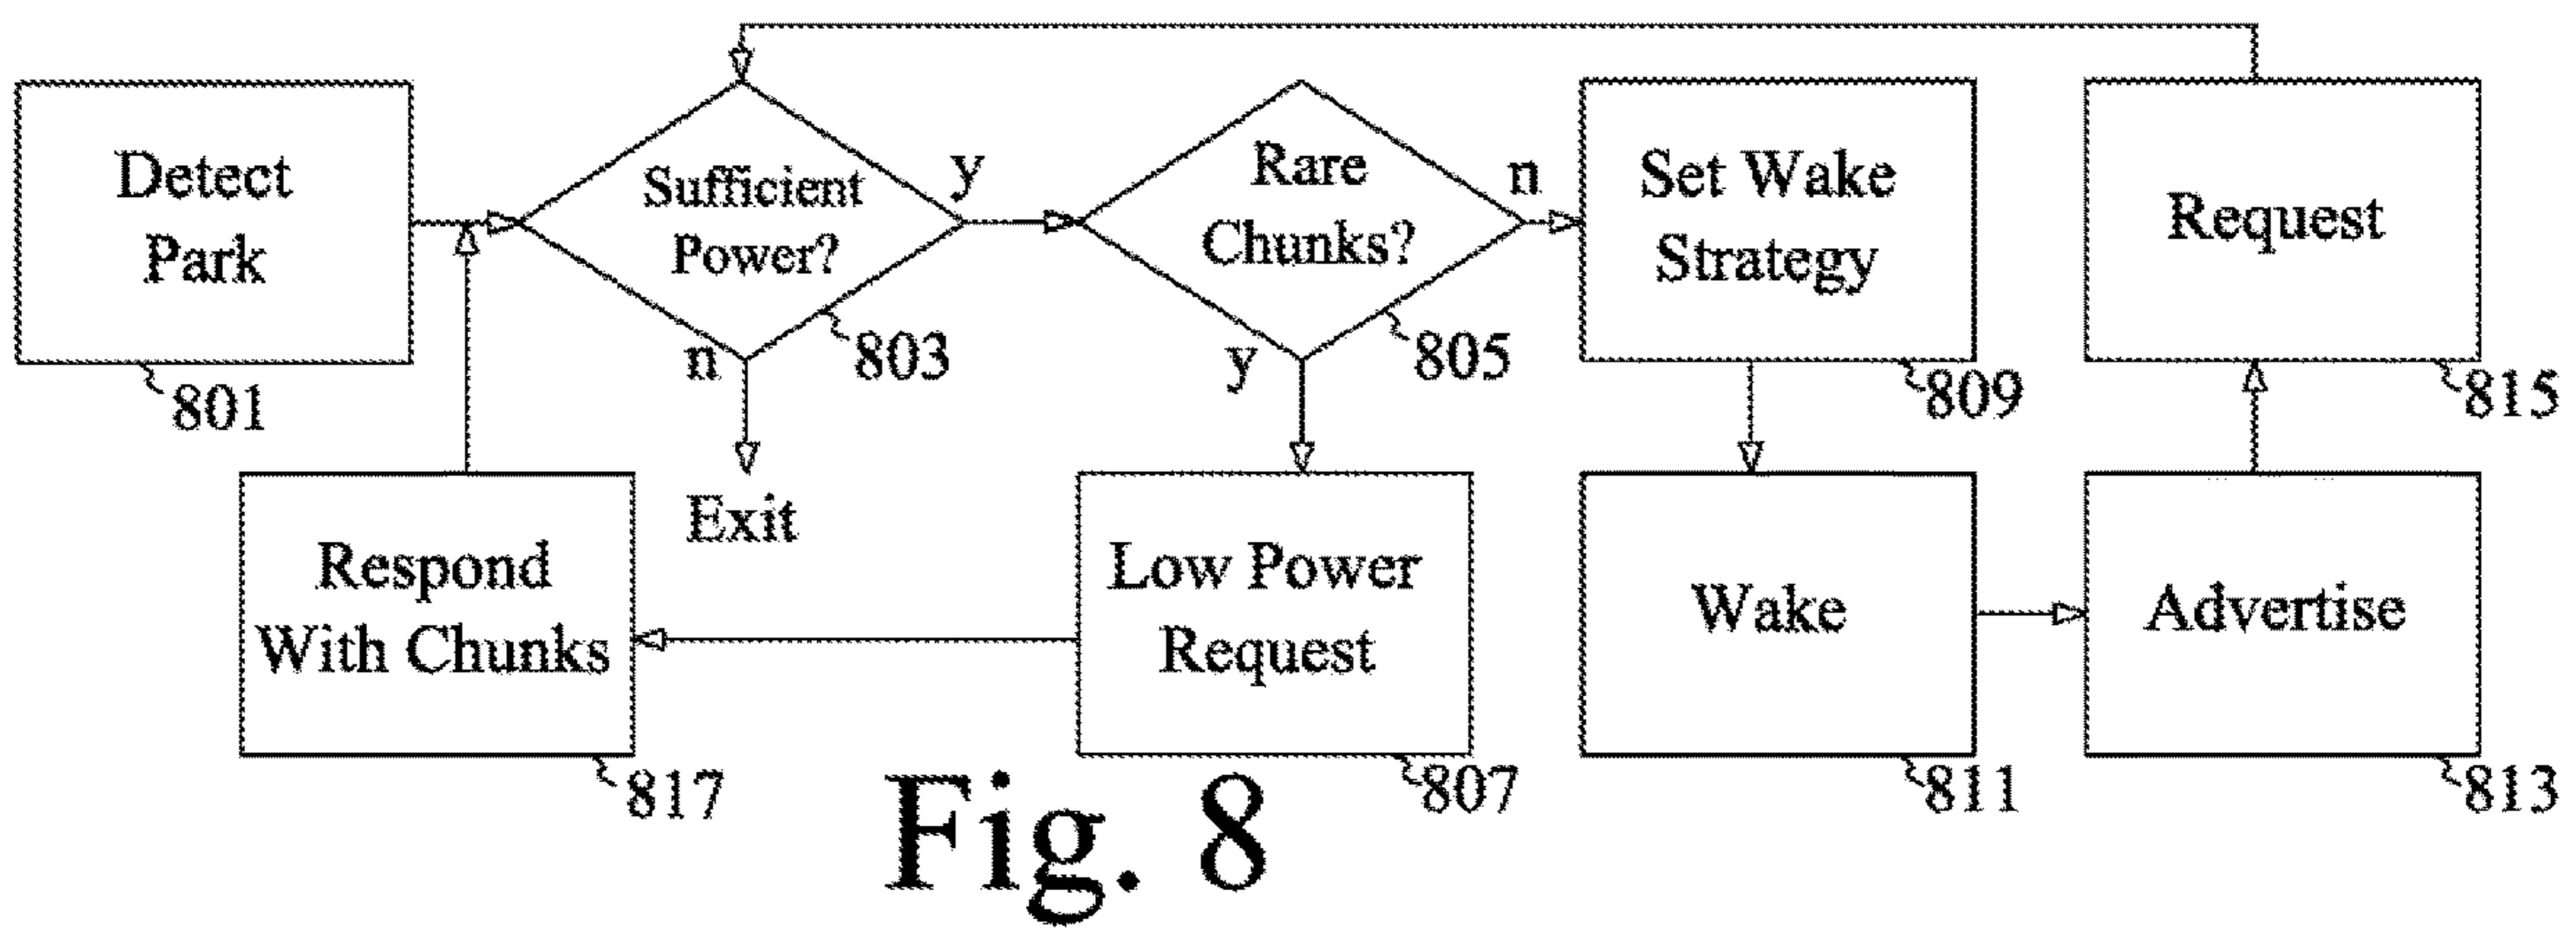 Detect
Park
801
Sufficient
Power?
y
n
803
Exit
Rare
Chunks?
n
y
805
Set Wake
Strategy
809
Request
815
Respond
With Chunks
817
Low Power
Request
807
Wake
811
Advertise
813
Fig. 8